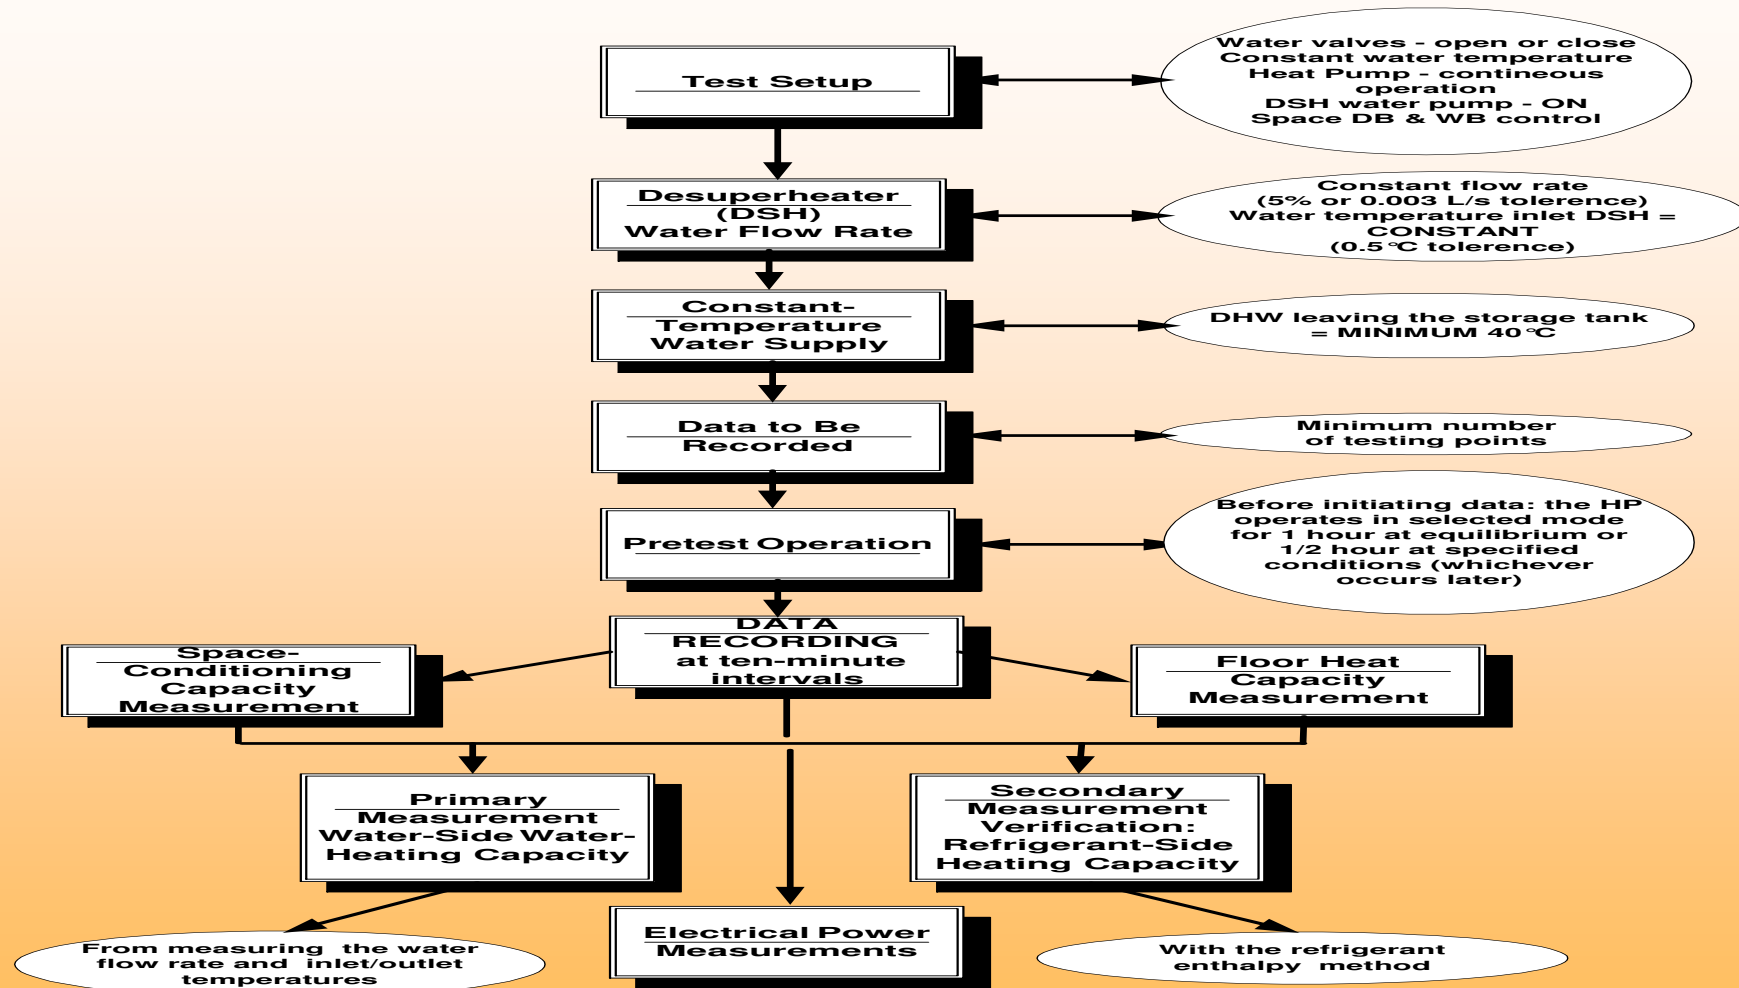 Test Setup
Water valves - open or close
Constant water temperature
Heat Pump - contineous
operation
DSH water pump - ON
Space DB & WB control
Desuperheater
(DSH)
Water Flow Rate
Constant flow rate
(5% or 0.003 L/s tolerence)
Water temperature inlet DSH =
CONSTANT
(0.5°C tolerence)
Constant-
Temperature
Water Supply
DHW leaving the storage tank
= MINIMUM 40°C
Data to Be
Recorded
Minimum number
of testing points
Pretest Operation
Before initiating data: the HP
operates in selected mode
for 1 hour at equilibrium or
1/2 hour at specified
conditions (whichever
occurs later)
DATA
RECORDING
at ten-minute
intervals
Space-
Conditioning
Capacity
Measurement
Floor Heat
Capacity
Measurement
Primary
Measurement
Water-Side Water-
Heating Capacity
Secondary
Measurement
Verification:
Refrigerant-Side
Heating Capacity
From measuring the water
flow rate and inlet/outlet
temperatures
Electrical Power
Measurements
With the refrigerant
enthalpy method